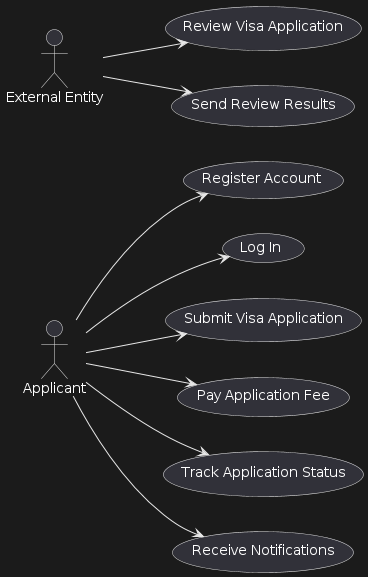 Review Visa Application
External Entity
Send Review Results
Register Account
Log In
Submit Visa Application
Applicant
Pay Application Fee
Track Application Status
Receive Notifications